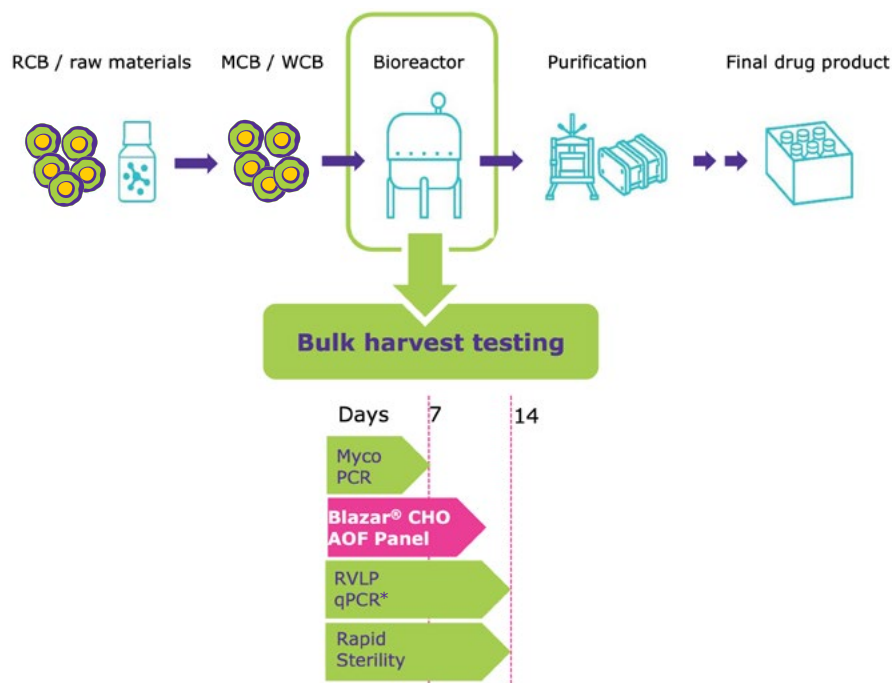 RCB / raw materials
MCB / WCB
Bioreactor
Purification
Final drug product
Bulk harvest testing
Days
7
14
Myco
PCR
Blazar® CHO
AOF Panel
RVLP
qPCR*
Rapid
Sterility